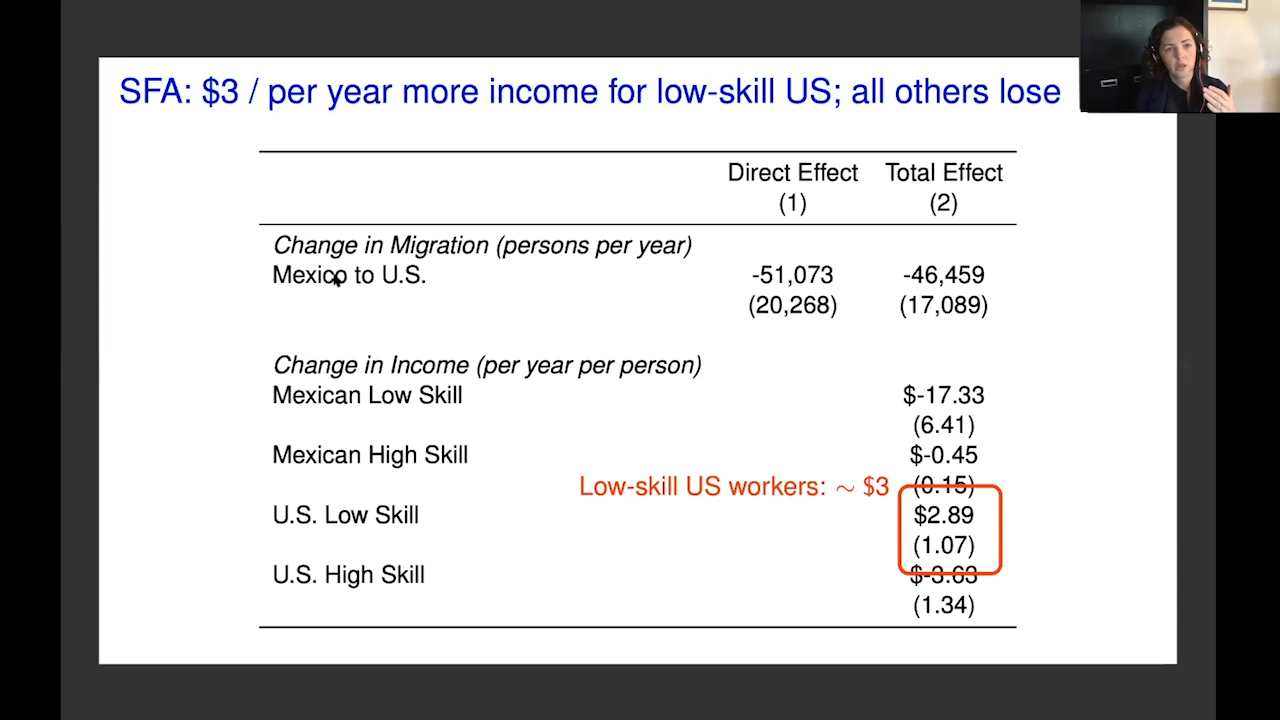 SFA: $3 / per year more income for low-skill US; all others lose
Direct Effect Total Effect
(1) (2)
Change in Migration (persons per year)
Mexico to U.S. -51,073 -46,459
(20,268) (17,089)
Change in Income (per year per person)
Mexican Low Skill $-17.33
(6.41)
Mexican High Skill $-0.45
Low-skill US workers: ∼ $3 (0.15)
U.S. Low Skill $2.89
(1.07)
U.S. High Skill $-3.63
(1.34)